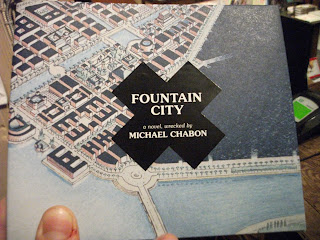 FOUNTAIN
CITY
a novel, wrecked by
MICHAEL CHABON